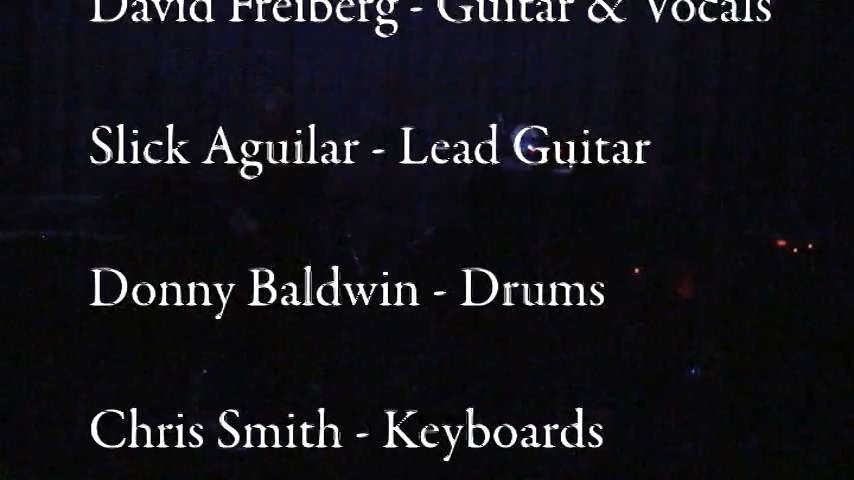 David Freiberg - Guitar & Vocals
Slick Aguilar - Lead Guitar
Donny Baldwin - Drums
Chris Smith - Keyboards